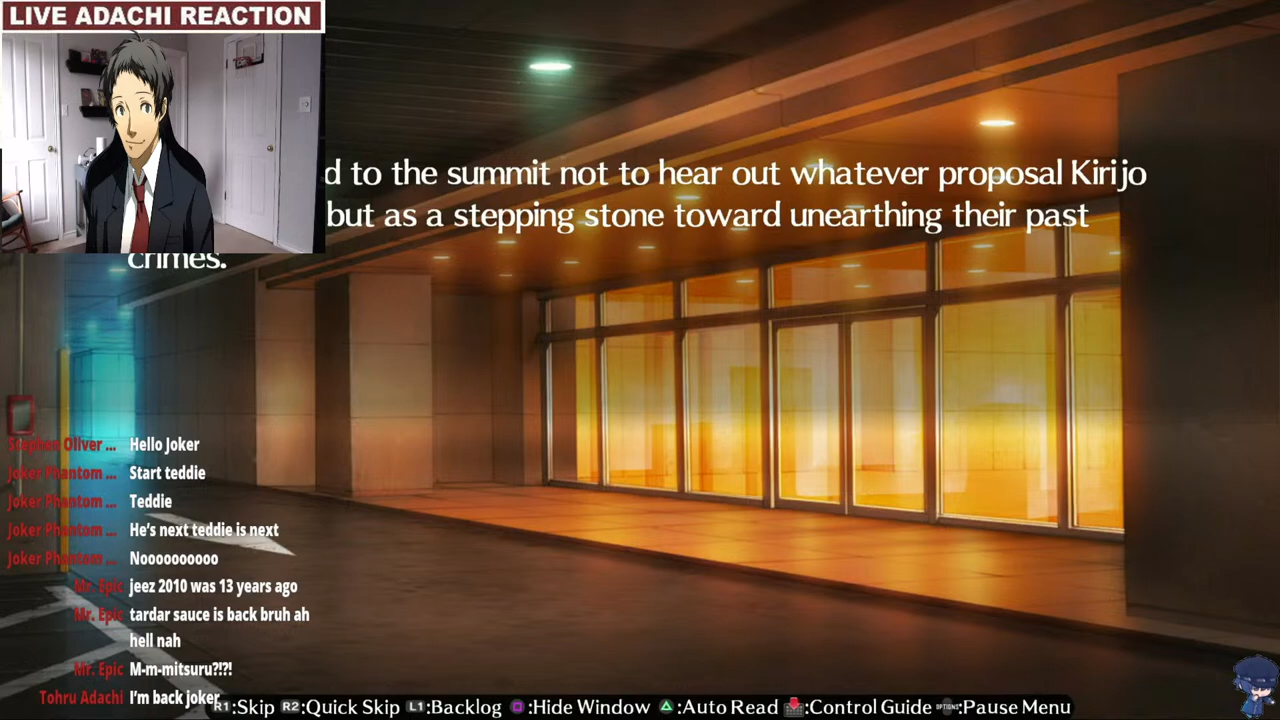 LIVE ADACHI REACTION
d to the summit not to hear out whatever proposal Kirijo
but as a stepping stone toward unearthing their past
crimes.
Stephen Oliver ... Hello Joker
Joker Phantom ... Start teddie
Joker Phantom ... Teddie
Joker Phantom ... He's next teddie is next
Joker Phantom ... Noooooooooo
Mr. Epic jeez 2010 was 13 years ago
Mr. Epic tardar sauce is back bruh ah
hell nah
Mr. Epic M-m-mitsuru?!?!
Tohru Adachi I'm back joker
R1:Skip R2:Quick Skip L1:Backlog :Hide Window :Auto Read :Control Guide OPTIONS:Pause Menu